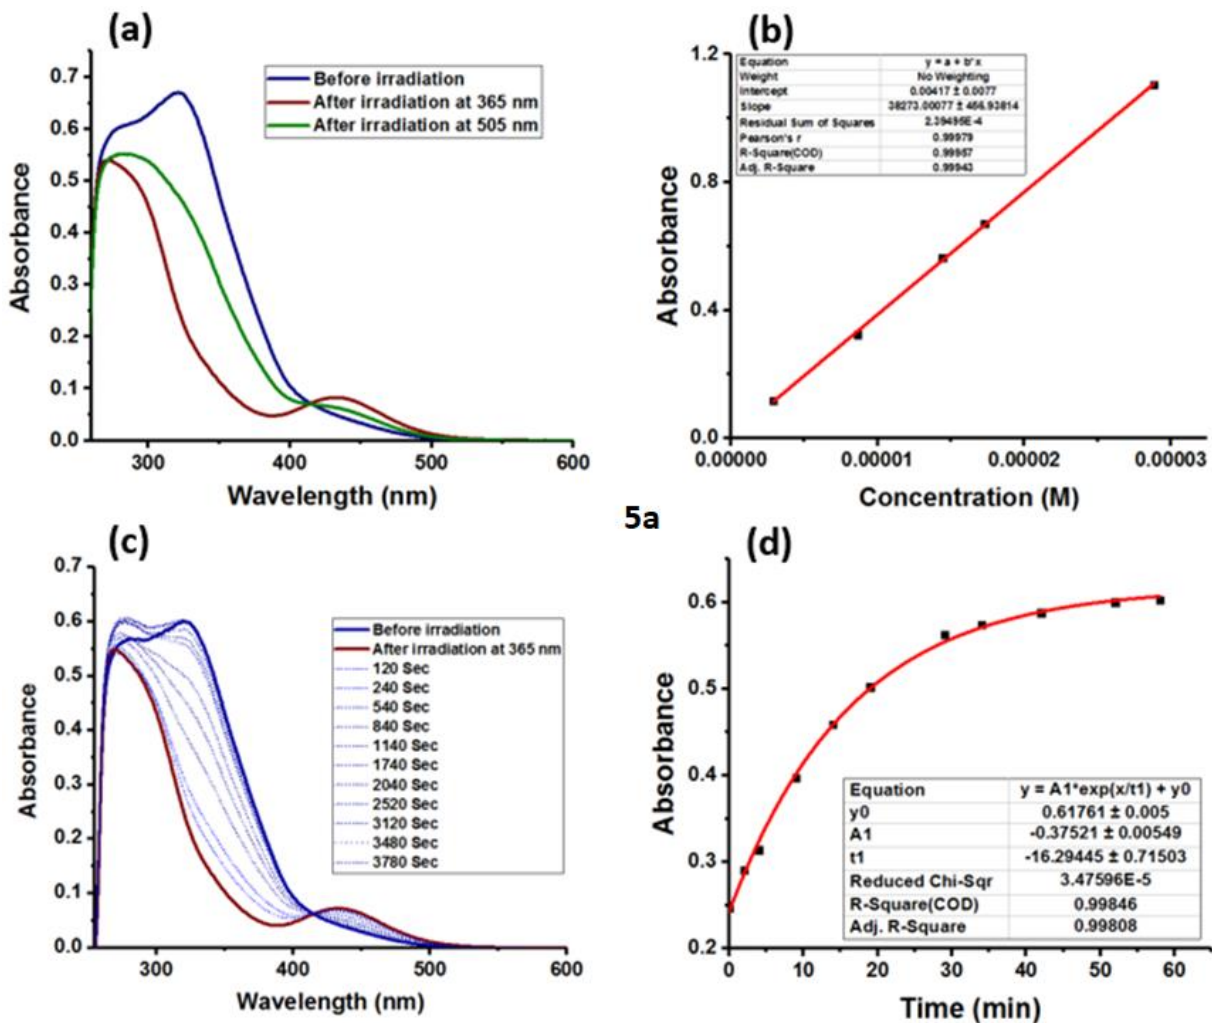 (a)
0.7
0.6
0.5
0.4
0.3
0.2
0.1
0.0
Absorbance
Before irradiation
After irradiation at 365 nm
After irradiation at 505 nm
300 400 500 600
Wavelength (nm)
(b)
1.2
0.8
0.4
0.0
Absorbance
Equation y = a + b*x
Weight No Weighting
Intercept 0.00417 ± 0.0077
Slope 38273.00077 ± 456.93814
Residual Sum of Squares 2.39495E-4
Pearson's r 0.99979
R-Square(COD) 0.99957
Adj. R-Square 0.99943
0.00000 0.00001 0.00002 0.00003
Concentration (M)
5a
(c)
0.7
0.6
0.5
0.4
0.3
0.2
0.1
0.0
Absorbance
Before irradiation
After irradiation at 365 nm
120 Sec
240 Sec
540 Sec
840 Sec
1140 Sec
1740 Sec
2040 Sec
2520 Sec
3120 Sec
3480 Sec
3780 Sec
300 400 500 600
Wavelength (nm)
(d)
0.6
0.5
0.4
0.3
0.2
Absorbance
Equation y = A1*exp(x/t1) + y0
y0 0.61761 ± 0.005
A1 -0.37521 ± 0.00549
t1 -16.29445 ± 0.71503
Reduced Chi-Sqr 3.47596E-5
R-Square(COD) 0.99846
Adj. R-Square 0.99808
0 10 20 30 40 50 60
Time (min)